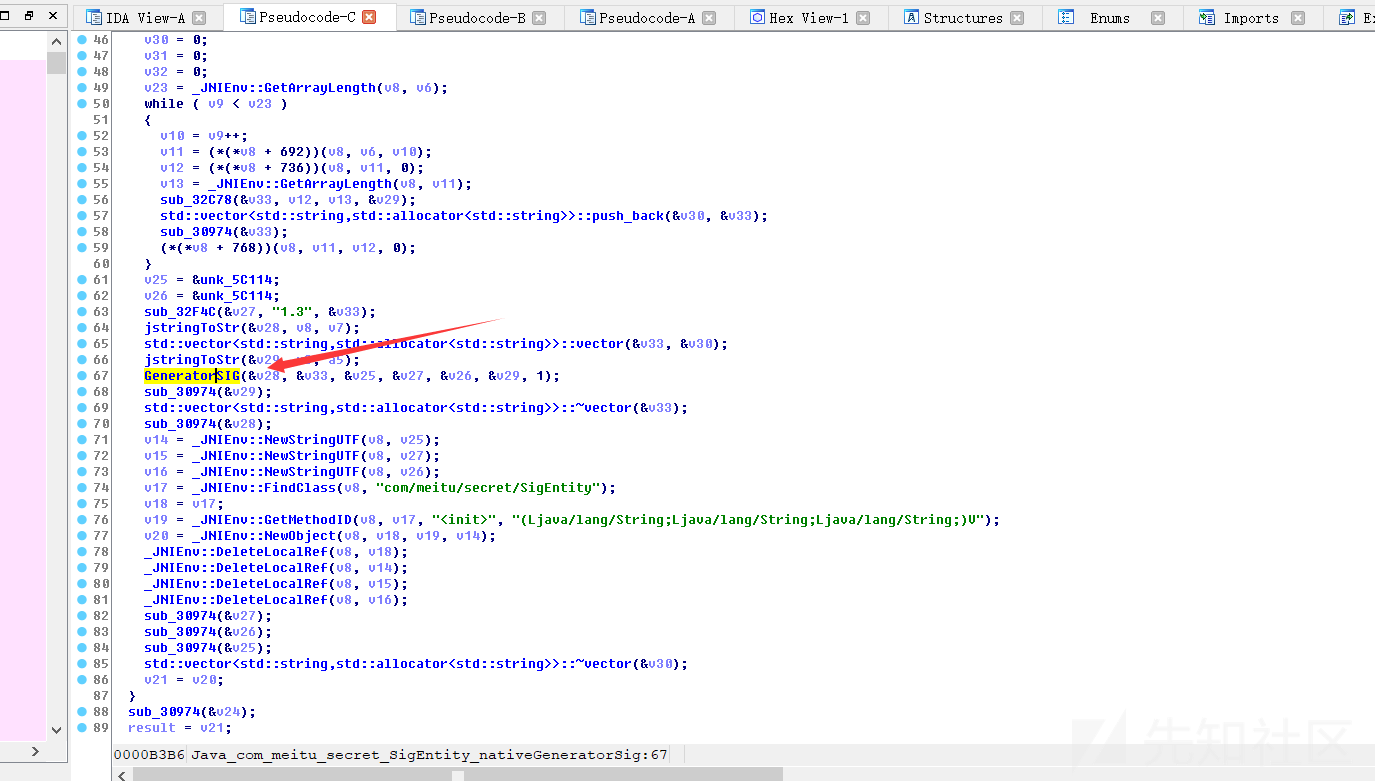 IDA View-A Pseudocode-C Pseudocode-B Pseudocode-A Hex View-1 Structures Enums Imports
46 v30 = 0;
47 v31 = 0;
48 v32 = 0;
49 v23 = _JNIEnv::GetArrayLength(v8, v6);
50 while ( v9 < v23 )
51 {
52 v10 = v9++;
53 v11 = (*(*v8 + 692))(v8, v6, v10);
54 v12 = (*(*v8 + 736))(v8, v11, 0);
55 v13 = _JNIEnv::GetArrayLength(v8, v11);
56 sub_32C78(&v33, v12, v13, &v29);
57 std::vector<std::string,std::allocator<std::string>>::push_back(&v30, &v33);
58 sub_30974(&v33);
59 (*(*v8 + 768))(v8, v11, v12, 0);
60 }
61 v25 = &unk_5C114;
62 v26 = &unk_5C114;
63 sub_32F4C(&v27, "1.3", &v33);
64 jstringToStr(&v28, v8, v7);
65 std::vector<std::string,std::allocator<std::string>>::vector(&v33, &v30);
66 jstringToStr(&v29, v8, a5);
67 GeneratorSIG(&v28, &v33, &v25, &v27, &v26, &v29, 1);
68 sub_30974(&v29);
69 std::vector<std::string,std::allocator<std::string>>::~vector(&v33);
70 sub_30974(&v28);
71 v14 = _JNIEnv::NewStringUTF(v8, v25);
72 v15 = _JNIEnv::NewStringUTF(v8, v27);
73 v16 = _JNIEnv::NewStringUTF(v8, v26);
74 v17 = _JNIEnv::FindClass(v8, "com/meitu/secret/SigEntity");
75 v18 = v17;
76 v19 = _JNIEnv::GetMethodID(v8, v17, "<init>", "(Ljava/lang/String;Ljava/lang/String;Ljava/lang/String;)V");
77 v20 = _JNIEnv::NewObject(v8, v18, v19, v14);
78 _JNIEnv::DeleteLocalRef(v8, v18);
79 _JNIEnv::DeleteLocalRef(v8, v14);
80 _JNIEnv::DeleteLocalRef(v8, v15);
81 _JNIEnv::DeleteLocalRef(v8, v16);
82 sub_30974(&v27);
83 sub_30974(&v26);
84 sub_30974(&v25);
85 std::vector<std::string,std::allocator<std::string>>::~vector(&v30);
86 v21 = v20;
87 }
88 sub_30974(&v24);
89 result = v21;
0000B3B6 Java_com_meitu_secret_SigEntity_nativeGeneratorSig:67
先知社区